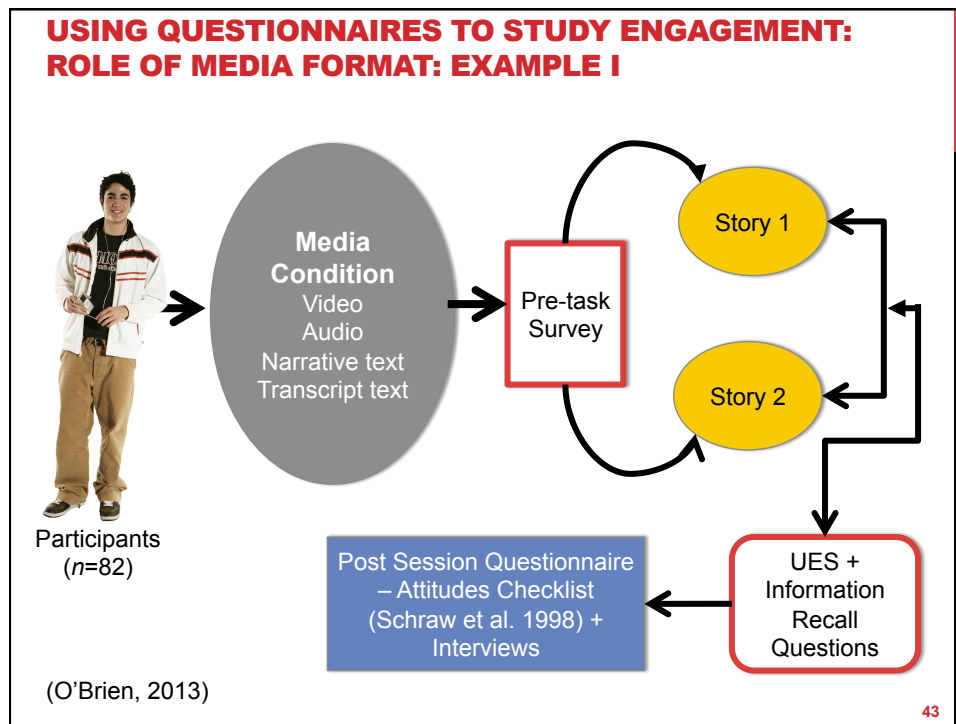 USING QUESTIONNAIRES TO STUDY ENGAGEMENT:
ROLE OF MEDIA FORMAT: EXAMPLE I
Participants
(n=82)
Media
Condition
Video
Audio
Narrative text
Transcript text
Pre-task
Survey
Story 1
Story 2
UES +
Information
Recall
Questions
Post Session Questionnaire
– Attitudes Checklist
(Schraw et al. 1998) +
Interviews
(O’Brien, 2013)
43